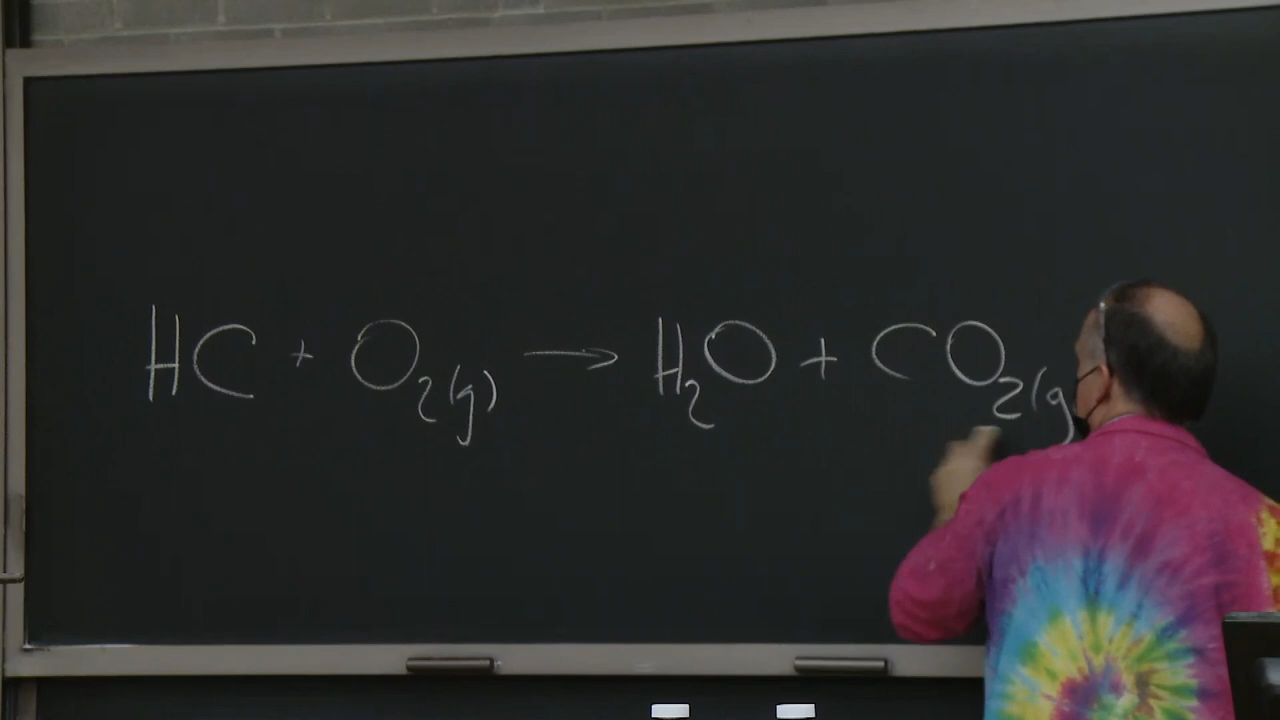 HC + O₂(g) → H₂O + CO₂(g